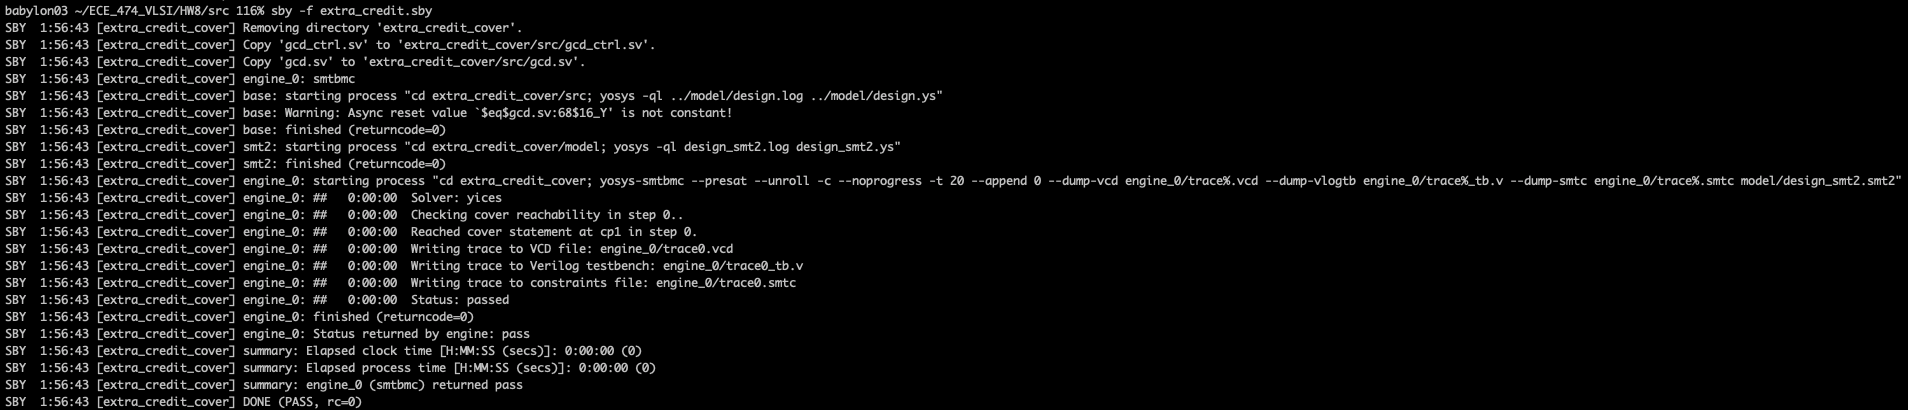 babylon03 ~/ECE_474_VLSI/HW8/src 116% sby -f extra_credit.sby
SBY  1:56:43 [extra_credit_cover] Removing directory 'extra_credit_cover'.
SBY  1:56:43 [extra_credit_cover] Copy 'gcd_ctrl.sv' to 'extra_credit_cover/src/gcd_ctrl.sv'.
SBY  1:56:43 [extra_credit_cover] Copy 'gcd.sv' to 'extra_credit_cover/src/gcd.sv'.
SBY  1:56:43 [extra_credit_cover] engine_0: smtbmc
SBY  1:56:43 [extra_credit_cover] base: starting process "cd extra_credit_cover/src; yosys -ql ../model/design.log ../model/design.ys"
SBY  1:56:43 [extra_credit_cover] base: Warning: Async reset value `$eq$gcd.sv:68$16_Y' is not constant!
SBY  1:56:43 [extra_credit_cover] base: finished (returncode=0)
SBY  1:56:43 [extra_credit_cover] smt2: starting process "cd extra_credit_cover/model; yosys -ql design_smt2.log design_smt2.ys"
SBY  1:56:43 [extra_credit_cover] smt2: finished (returncode=0)
SBY  1:56:43 [extra_credit_cover] engine_0: starting process "cd extra_credit_cover; yosys-smtbmc --presat --unroll -c --noprogress -t 20 --append 0 --dump-vcd engine_0/trace%.vcd --dump-vlogtb engine_0/trace%_tb.v --dump-smtc engine_0/trace%.smtc model/design_smt2.smt2"
SBY  1:56:43 [extra_credit_cover] engine_0: ##   0:00:00  Solver: yices
SBY  1:56:43 [extra_credit_cover] engine_0: ##   0:00:00  Checking cover reachability in step 0..
SBY  1:56:43 [extra_credit_cover] engine_0: ##   0:00:00  Reached cover statement at cp1 in step 0.
SBY  1:56:43 [extra_credit_cover] engine_0: ##   0:00:00  Writing trace to VCD file: engine_0/trace0.vcd
SBY  1:56:43 [extra_credit_cover] engine_0: ##   0:00:00  Writing trace to Verilog testbench: engine_0/trace0_tb.v
SBY  1:56:43 [extra_credit_cover] engine_0: ##   0:00:00  Writing trace to constraints file: engine_0/trace0.smtc
SBY  1:56:43 [extra_credit_cover] engine_0: ##   0:00:00  Status: passed
SBY  1:56:43 [extra_credit_cover] engine_0: finished (returncode=0)
SBY  1:56:43 [extra_credit_cover] engine_0: Status returned by engine: pass
SBY  1:56:43 [extra_credit_cover] summary: Elapsed clock time [H:MM:SS (secs)]: 0:00:00 (0)
SBY  1:56:43 [extra_credit_cover] summary: Elapsed process time [H:MM:SS (secs)]: 0:00:00 (0)
SBY  1:56:43 [extra_credit_cover] summary: engine_0 (smtbmc) returned pass
SBY  1:56:43 [extra_credit_cover] DONE (PASS, rc=0)